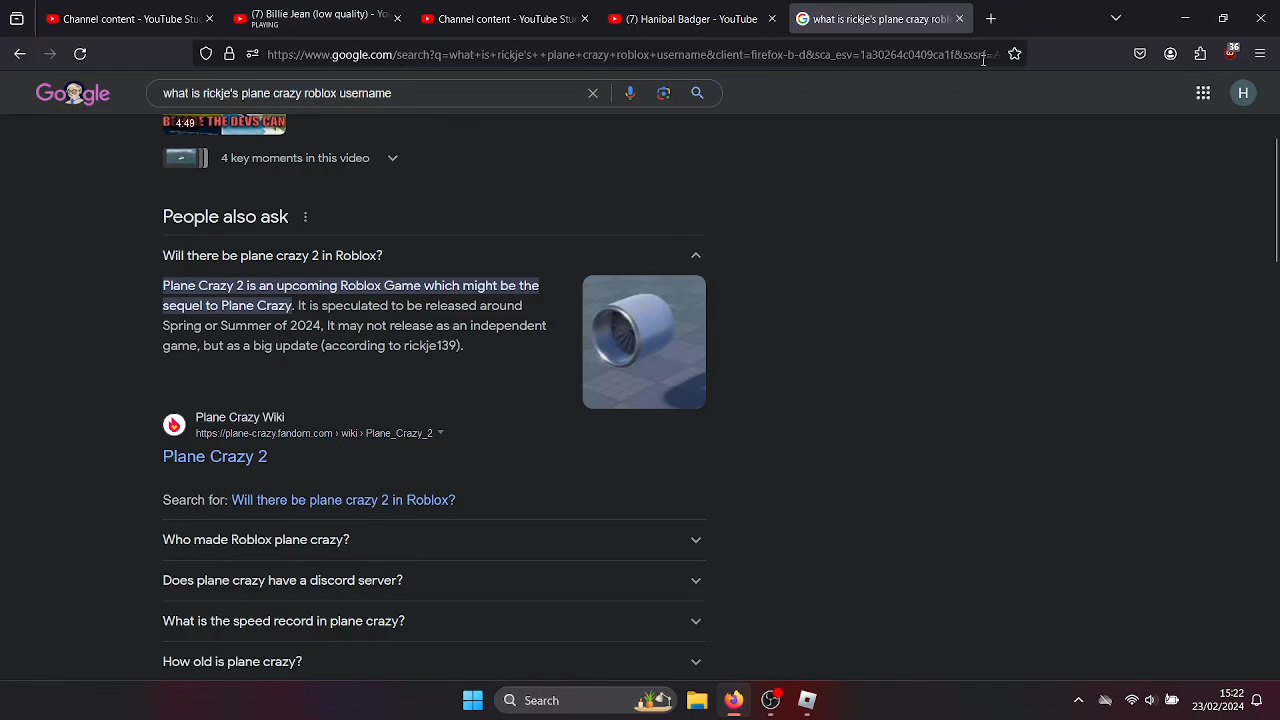 Channel content - YouTube Stu
(7) Billie Jean (low quality) - Yo
PLAYING
Channel content - YouTube Stu
(7) Hanibal Badger - YouTube
what is rickje's plane crazy robl
https://www.google.com/search?q=what+is+rickje's++plane+crazy+roblox+username&client=firefox-b-d&sca_esv=1a30264c0409ca1f&sxsrf=A
36
Google
what is rickje's plane crazy roblox username
H
BEFORE THE DEVS CAN
4:49
4 key moments in this video
People also ask
Will there be plane crazy 2 in Roblox?
Plane Crazy 2 is an upcoming Roblox Game which might be the
sequel to Plane Crazy. It is speculated to be released around
Spring or Summer of 2024, It may not release as an independent
game, but as a big update (according to rickje139).
Plane Crazy Wiki
https://plane-crazy.fandom.com › wiki › Plane_Crazy_2
Plane Crazy 2
Search for: Will there be plane crazy 2 in Roblox?
Who made Roblox plane crazy?
Does plane crazy have a discord server?
What is the speed record in plane crazy?
How old is plane crazy?
Search
15:22
23/02/2024